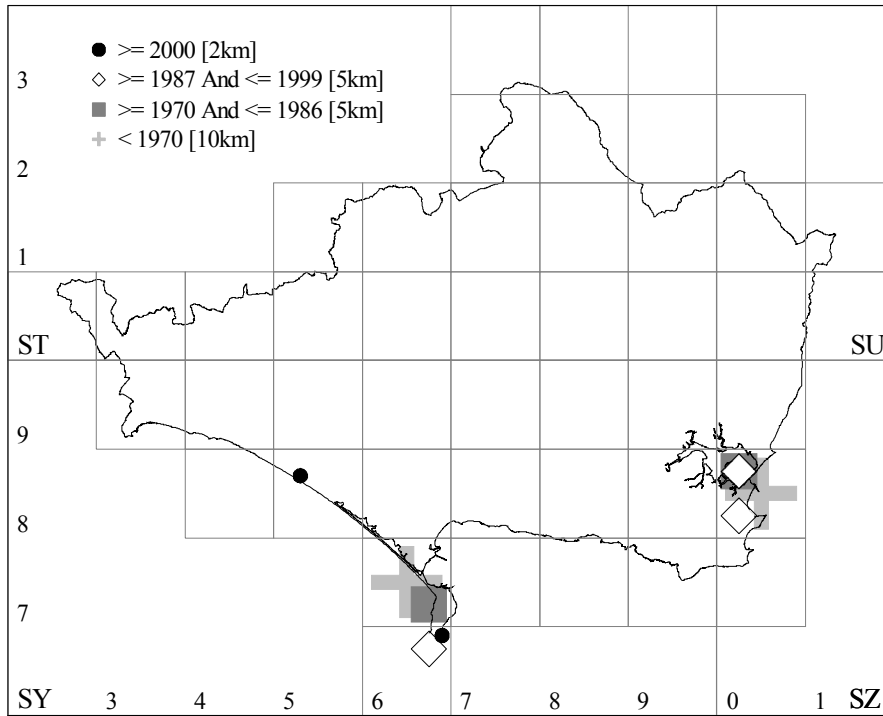 >= 2000 [2km]
3
>= 1987 And <= 1999 [5km]
>= 1970 And <= 1986 [5km]
< 1970 [10km]
2
1
ST SU
9
8
7
SY 3 4 5 6 7 8 9 0 1 SZ